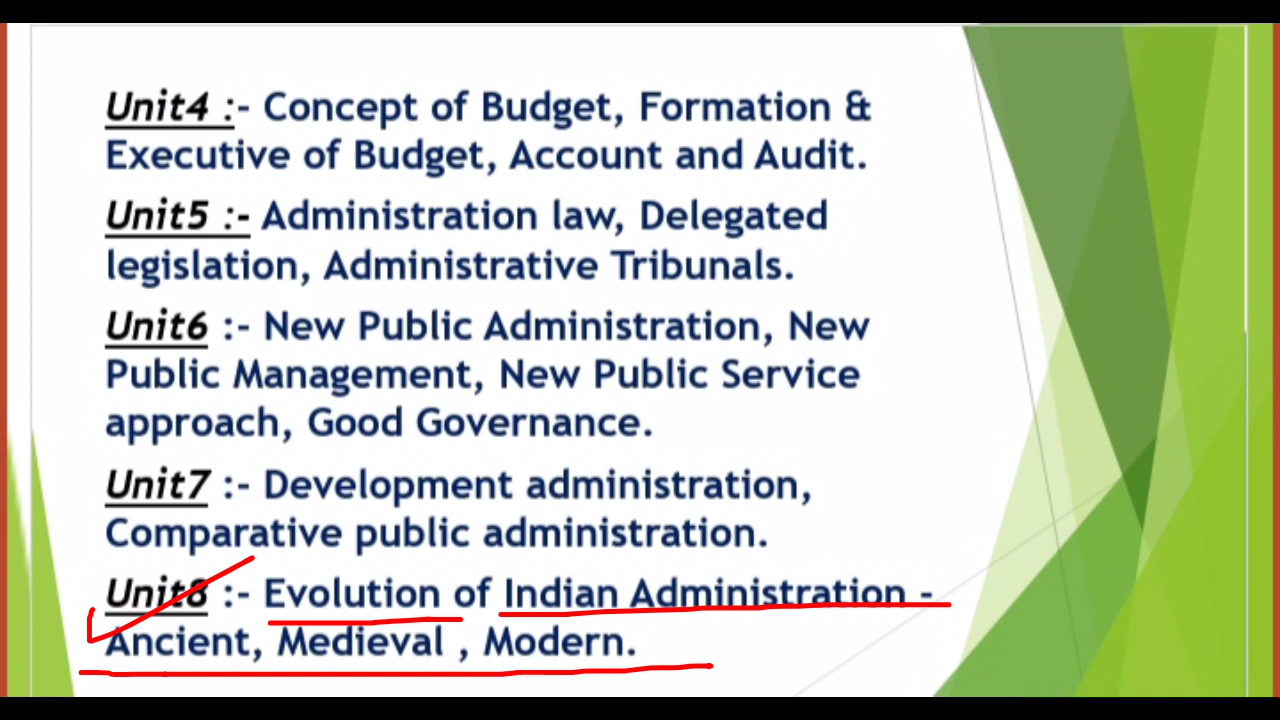 Unit4 :- Concept of Budget, Formation &
Executive of Budget, Account and Audit.
Unit5 :- Administration law, Delegated
legislation, Administrative Tribunals.
Unit6 :- New Public Administration, New
Public Management, New Public Service
approach, Good Governance.
Unit7 :- Development administration,
Comparative public administration.
Unit8 :- Evolution of Indian Administration -
Ancient, Medieval , Modern.